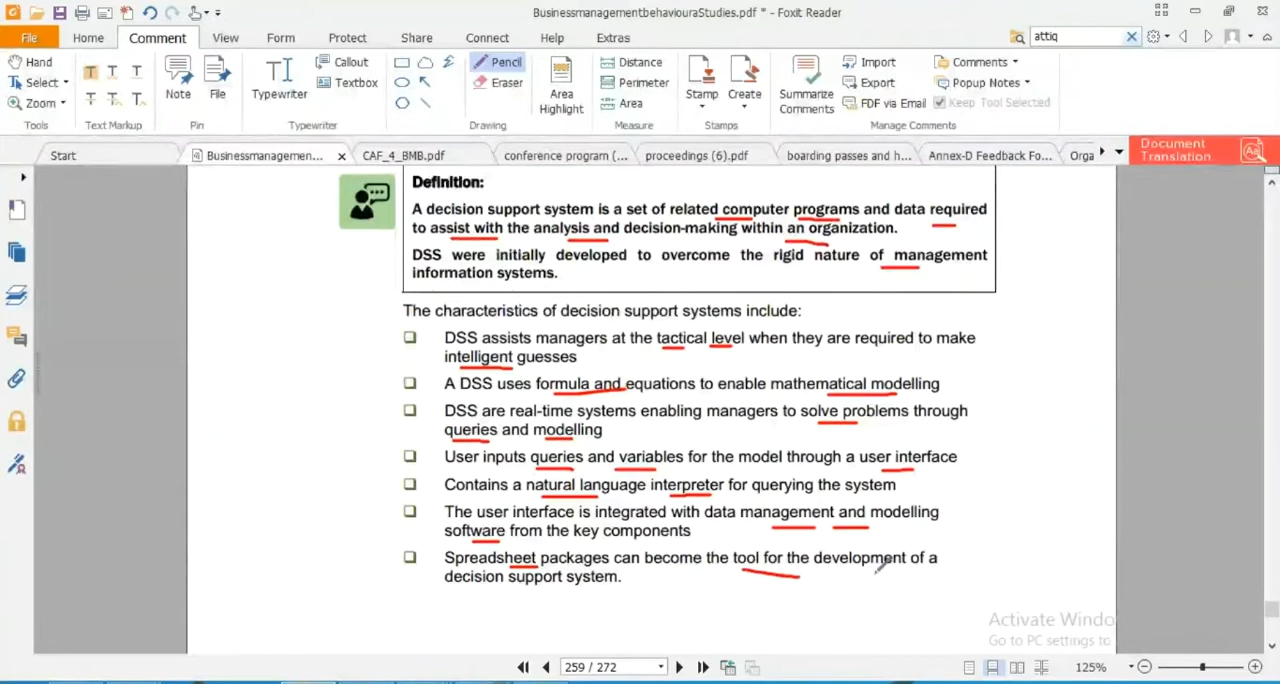 BusinessmanagementbehaviouraStudies.pdf * - Foxit Reader
File Home Comment View Form Protect Share Connect Help Extras
attiq
Hand
Select
Zoom
Tools
Text Markup
Note
File
Pin
Typewriter
Callout
Textbox
Typewriter
Pencil
Eraser
Area
Highlight
Drawing
Distance
Perimeter
Area
Measure
Stamp
Create
Stamps
Summarize
Comments
Import
Export
FDF via Email
Comments
Popup Notes
Keep Tool Selected
Manage Comments
Start
Businessmanagemen...
CAF_4_BMB.pdf
conference program (...
proceedings (6).pdf
boarding passes and h...
Annex-D Feedback Fo...
Orga
Document
Translation
Definition:
A decision support system is a set of related computer programs and data required
to assist with the analysis and decision-making within an organization.
DSS were initially developed to overcome the rigid nature of management
information systems.
The characteristics of decision support systems include:
DSS assists managers at the tactical level when they are required to make
intelligent guesses
A DSS uses formula and equations to enable mathematical modelling
DSS are real-time systems enabling managers to solve problems through
queries and modelling
User inputs queries and variables for the model through a user interface
Contains a natural language interpreter for querying the system
The user interface is integrated with data management and modelling
software from the key components
Spreadsheet packages can become the tool for the development of a
decision support system.
Activate Windo
Go to PC settings to
259 / 272
125%